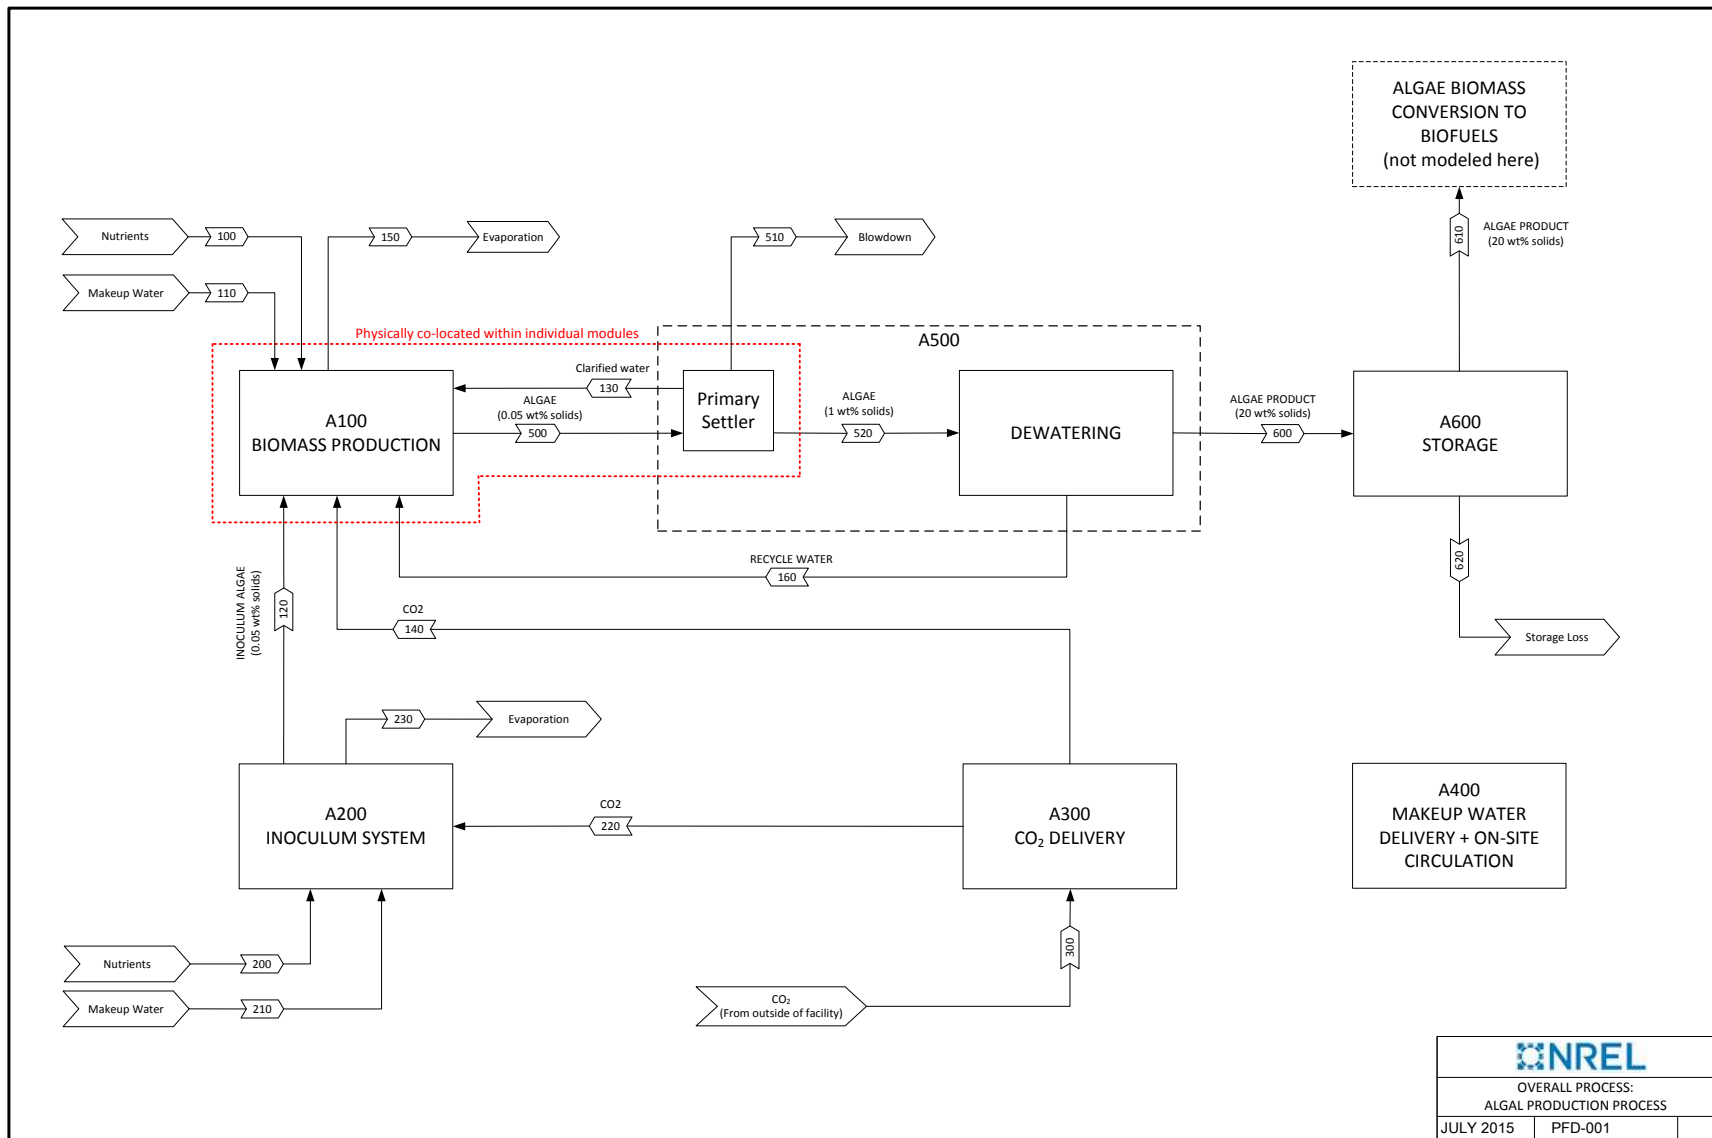 ALGAE BIOMASS
CONVERSION TO
BIOFUELS
(not modeled here)
Nutrients
100
150
Evaporation
510
Blowdown
610
ALGAE PRODUCT
(20 wt% solids)
Makeup Water
110
Physically co-located within individual modules
A500
Clarified water
130
A100
BIOMASS PRODUCTION
ALGAE
(0.05 wt% solids)
500
Primary
Settler
ALGAE
(1 wt% solids)
520
DEWATERING
ALGAE PRODUCT
(20 wt% solids)
600
A600
STORAGE
RECYCLE WATER
160
620
INOCULUM ALGAE
(0.05 wt% solids)
120
CO2
140
Storage Loss
230
Evaporation
A200
INOCULUM SYSTEM
CO2
220
A300
CO₂ DELIVERY
A400
MAKEUP WATER
DELIVERY + ON-SITE
CIRCULATION
Nutrients
200
300
Makeup Water
210
CO₂
(From outside of facility)
NREL
OVERALL PROCESS:
ALGAL PRODUCTION PROCESS
JULY 2015
PFD-001